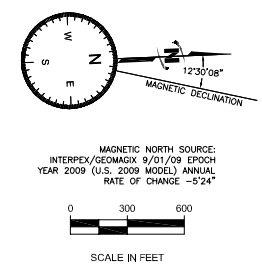 W
S N
E
N
12°30'08"
MAGNETIC DECLINATION
MAGNETIC NORTH SOURCE:
INTERPEX/GEOMAGIX 9/01/09 EPOCH
YEAR 2009 (U.S. 2009 MODEL) ANNUAL
RATE OF CHANGE -5'24"
0 300 600
SCALE IN FEET